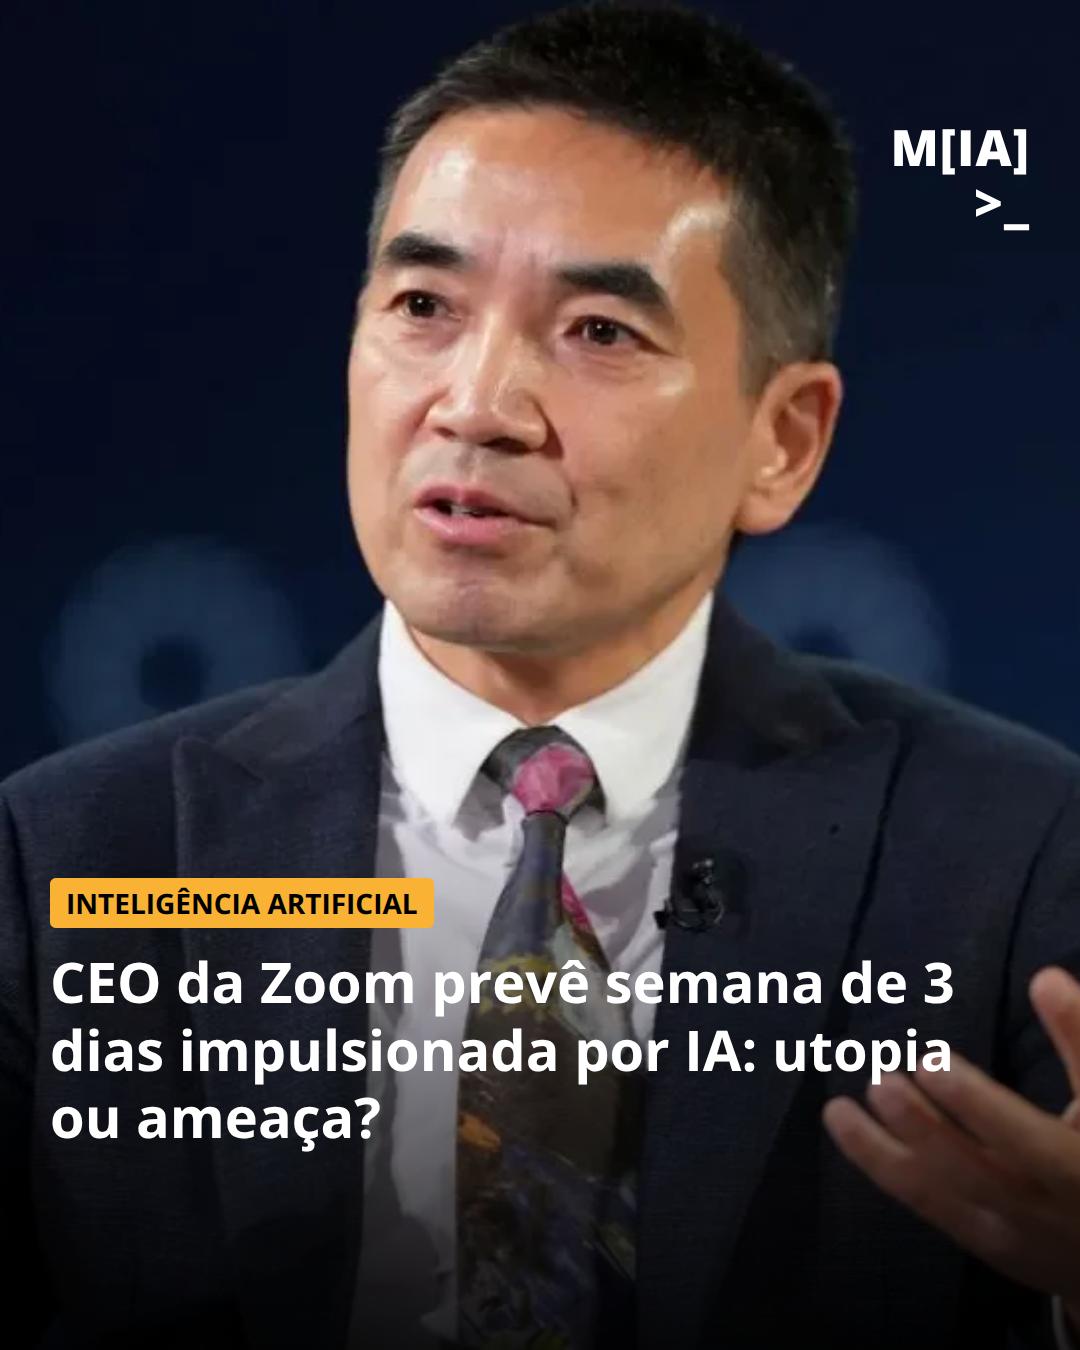 M[IA]
>_
INTELIGÊNCIA ARTIFICIAL
CEO da Zoom prevê semana de 3
dias impulsionada por IA: utopia
ou ameaça?